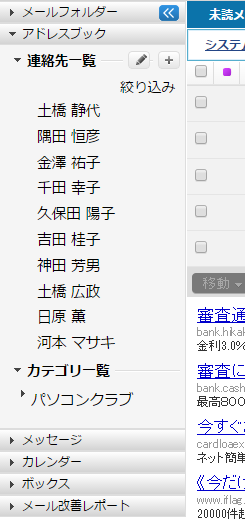 メールフォルダー
アドレスブック
連絡先一覧
絞り込み
土橋 静代
隅田 恒彦
金澤 祐子
千田 幸子
久保田 陽子
吉田 桂子
神田 芳男
土橋 広政
日原 薫
河本 マサキ
カテゴリ一覧
パソコンクラブ
メッセージ
カレンダー
ボックス
メール改善レポート
未読メ
システム
移動
審査通
bank.hikak
金利3.0%
審査に
bank.cash
最高800
今すぐお
cardloaex
ネット簡単
《今だけ
www.iflag.
20000件超